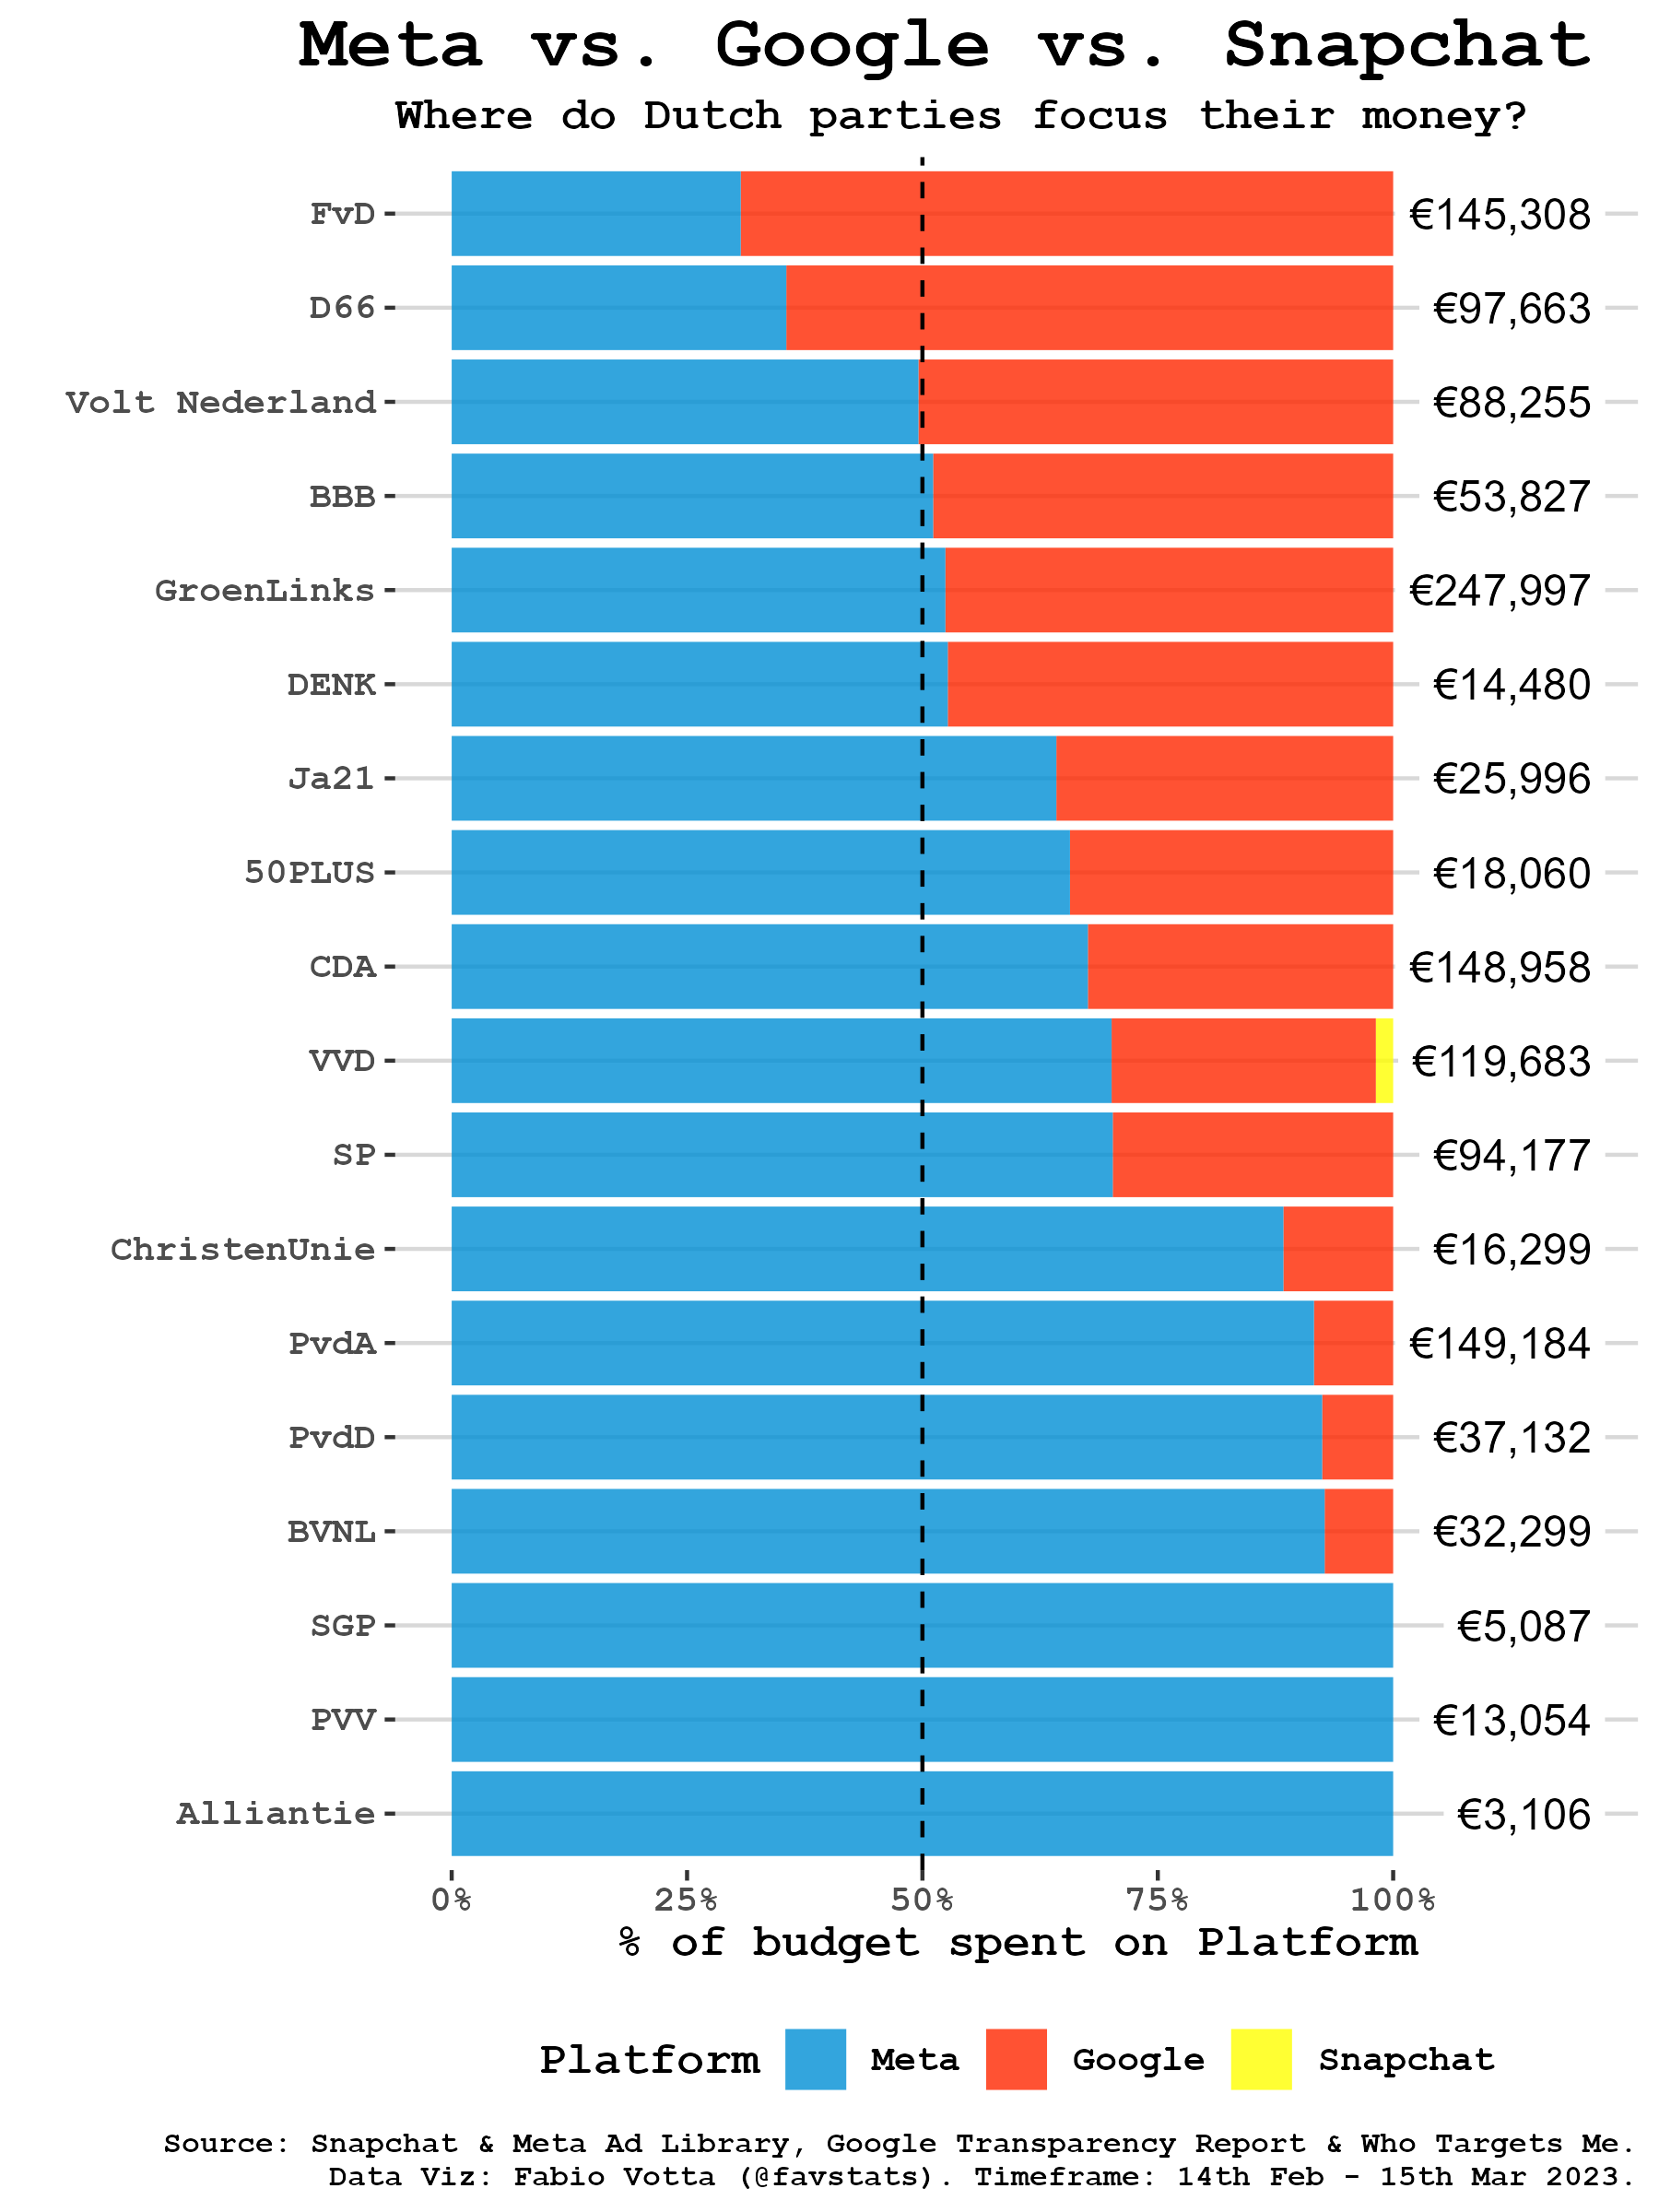 Meta vs. Google vs. Snapchat
Where do Dutch parties focus their money?
FvD €145,308
D66 €97,663
Volt Nederland €88,255
BBB €53,827
GroenLinks €247,997
DENK €14,480
Ja21 €25,996
50PLUS €18,060
CDA €148,958
VVD €119,683
SP €94,177
ChristenUnie €16,299
PvdA €149,184
PvdD €37,132
BVNL €32,299
SGP €5,087
PVV €13,054
Alliantie €3,106
0% 25% 50% 75% 100%
% of budget spent on Platform
Platform Meta Google Snapchat
Source: Snapchat & Meta Ad Library, Google Transparency Report & Who Targets Me.
Data Viz: Fabio Votta (@favstats). Timeframe: 14th Feb - 15th Mar 2023.